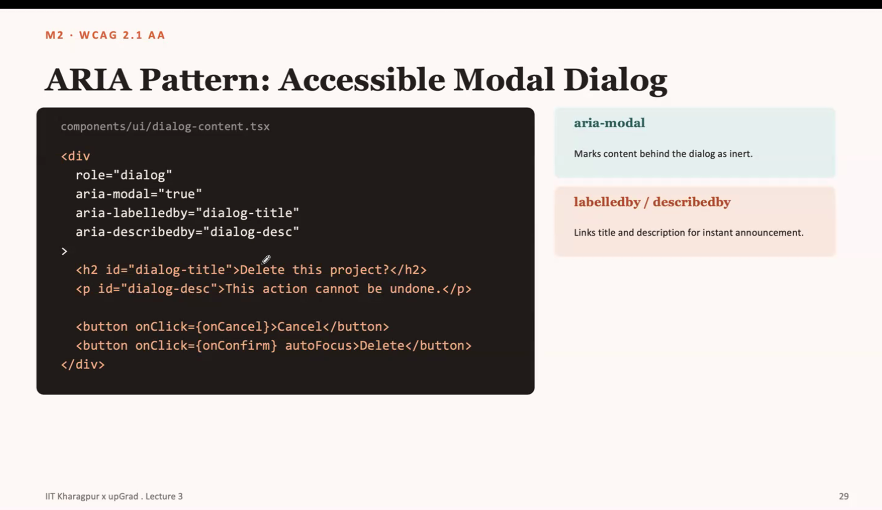 M2 · WCAG 2.1 AA
ARIA Pattern: Accessible Modal Dialog
components/ui/dialog-content.tsx
<div
  role="dialog"
  aria-modal="true"
  aria-labelledby="dialog-title"
  aria-describedby="dialog-desc"
>
  <h2 id="dialog-title">Delete this project?</h2>
  <p id="dialog-desc">This action cannot be undone.</p>
  <button onClick={onCancel}>Cancel</button>
  <button onClick={onConfirm} autoFocus>Delete</button>
</div>
aria-modal
Marks content behind the dialog as inert.
labelledby / describedby
Links title and description for instant announcement.
IIT Kharagpur x upGrad . Lecture 3
29